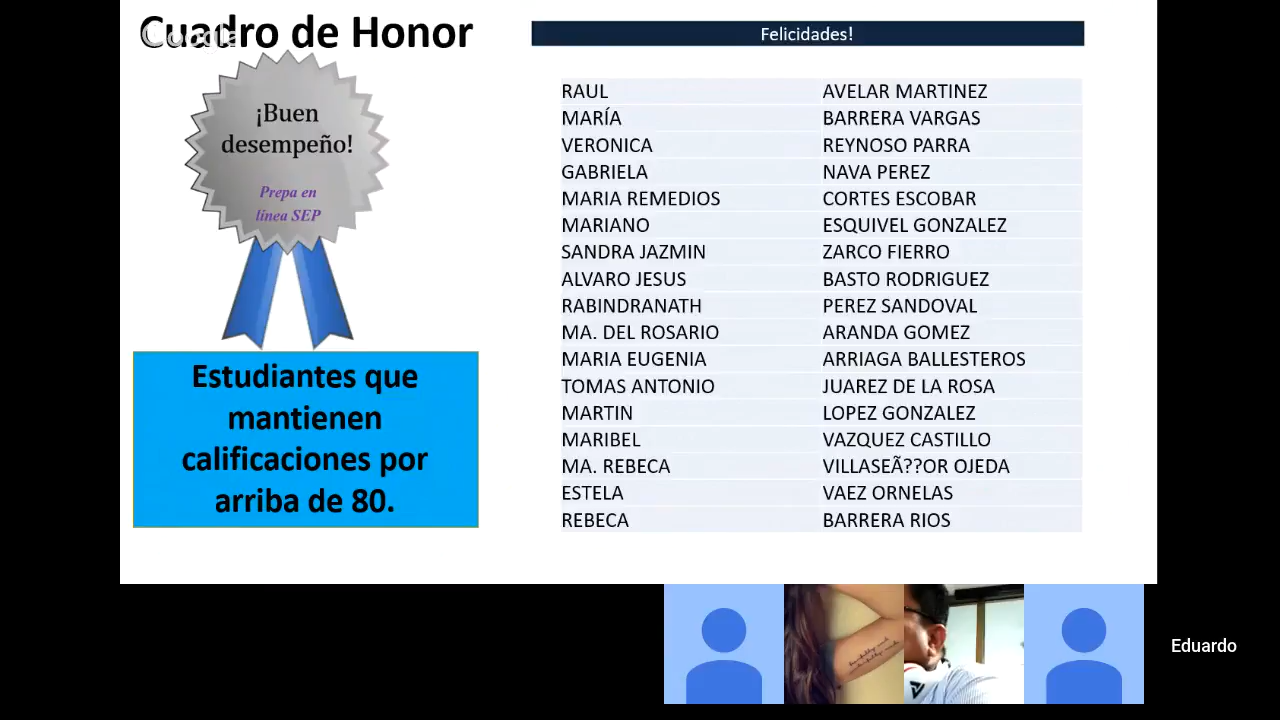 Cuadro de Honor
¡Buen
desempeño!
Prepa en
línea SEP
Estudiantes que
mantienen
calificaciones por
arriba de 80.
Felicidades!
RAUL AVELAR MARTINEZ
MARÍA BARRERA VARGAS
VERONICA REYNOSO PARRA
GABRIELA NAVA PEREZ
MARIA REMEDIOS CORTES ESCOBAR
MARIANO ESQUIVEL GONZALEZ
SANDRA JAZMIN ZARCO FIERRO
ALVARO JESUS BASTO RODRIGUEZ
RABINDRANATH PEREZ SANDOVAL
MA. DEL ROSARIO ARANDA GOMEZ
MARIA EUGENIA ARRIAGA BALLESTEROS
TOMAS ANTONIO JUAREZ DE LA ROSA
MARTIN LOPEZ GONZALEZ
MARIBEL VAZQUEZ CASTILLO
MA. REBECA VILLASEÃ??OR OJEDA
ESTELA VAEZ ORNELAS
REBECA BARRERA RIOS
Eduardo